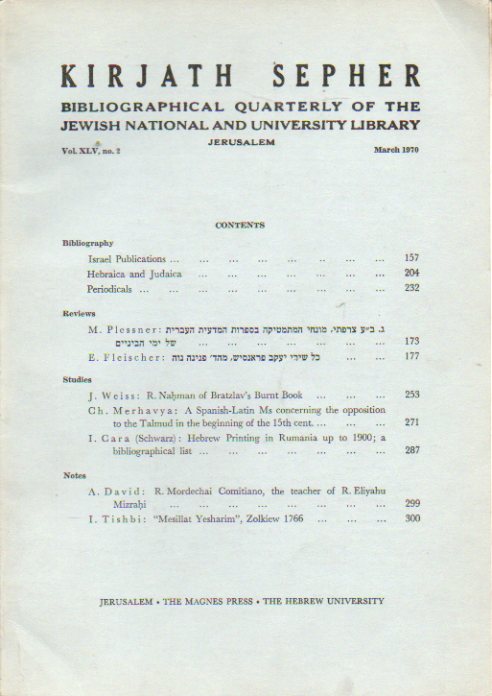 KIRJATH SEPHER
BIBLIOGRAPHICAL QUARTERLY OF THE
JEWISH NATIONAL AND UNIVERSITY LIBRARY
JERUSALEM
Vol. XLV, no. 2 March 1970
CONTENTS
Bibliography
Israel Publications ... ... ... ... ... .. ... ... 157
Hebraica and Judaica ... ... ... ... ... ... ... 204
Periodicals ... ... ... ... ... ... ... ... ... 232
Reviews
M. Plessner: ג. ב״ע צרפתי, מונחי המתמטיקה בספרות המדעית העברית
של ימי הביניים ... ... ... ... ... ... ... 173
E. Fleischer: כל שירי יעקב פראנסיש, מהד׳ פנינה נוה ... ... 177
Studies
J. Weiss: R. Naḥman of Bratzlav's Burnt Book ... ... ... 253
Ch. Merhavya: A Spanish-Latin Ms concerning the opposition
to the Talmud in the beginning of the 15th cent. ... ... ... 271
I. Cara (Schwarz): Hebrew Printing in Rumania up to 1900; a
bibliographical list ... ... ... ... ... ... ... 287
Notes
A. David: R. Mordechai Comitiano, the teacher of R. Eliyahu
Mizraḥi ... ... ... ... ... ... ... ... 299
I. Tishbi: "Mesillat Yesharim", Zolkiew 1766 ... ... ... 300
JERUSALEM • THE MAGNES PRESS • THE HEBREW UNIVERSITY